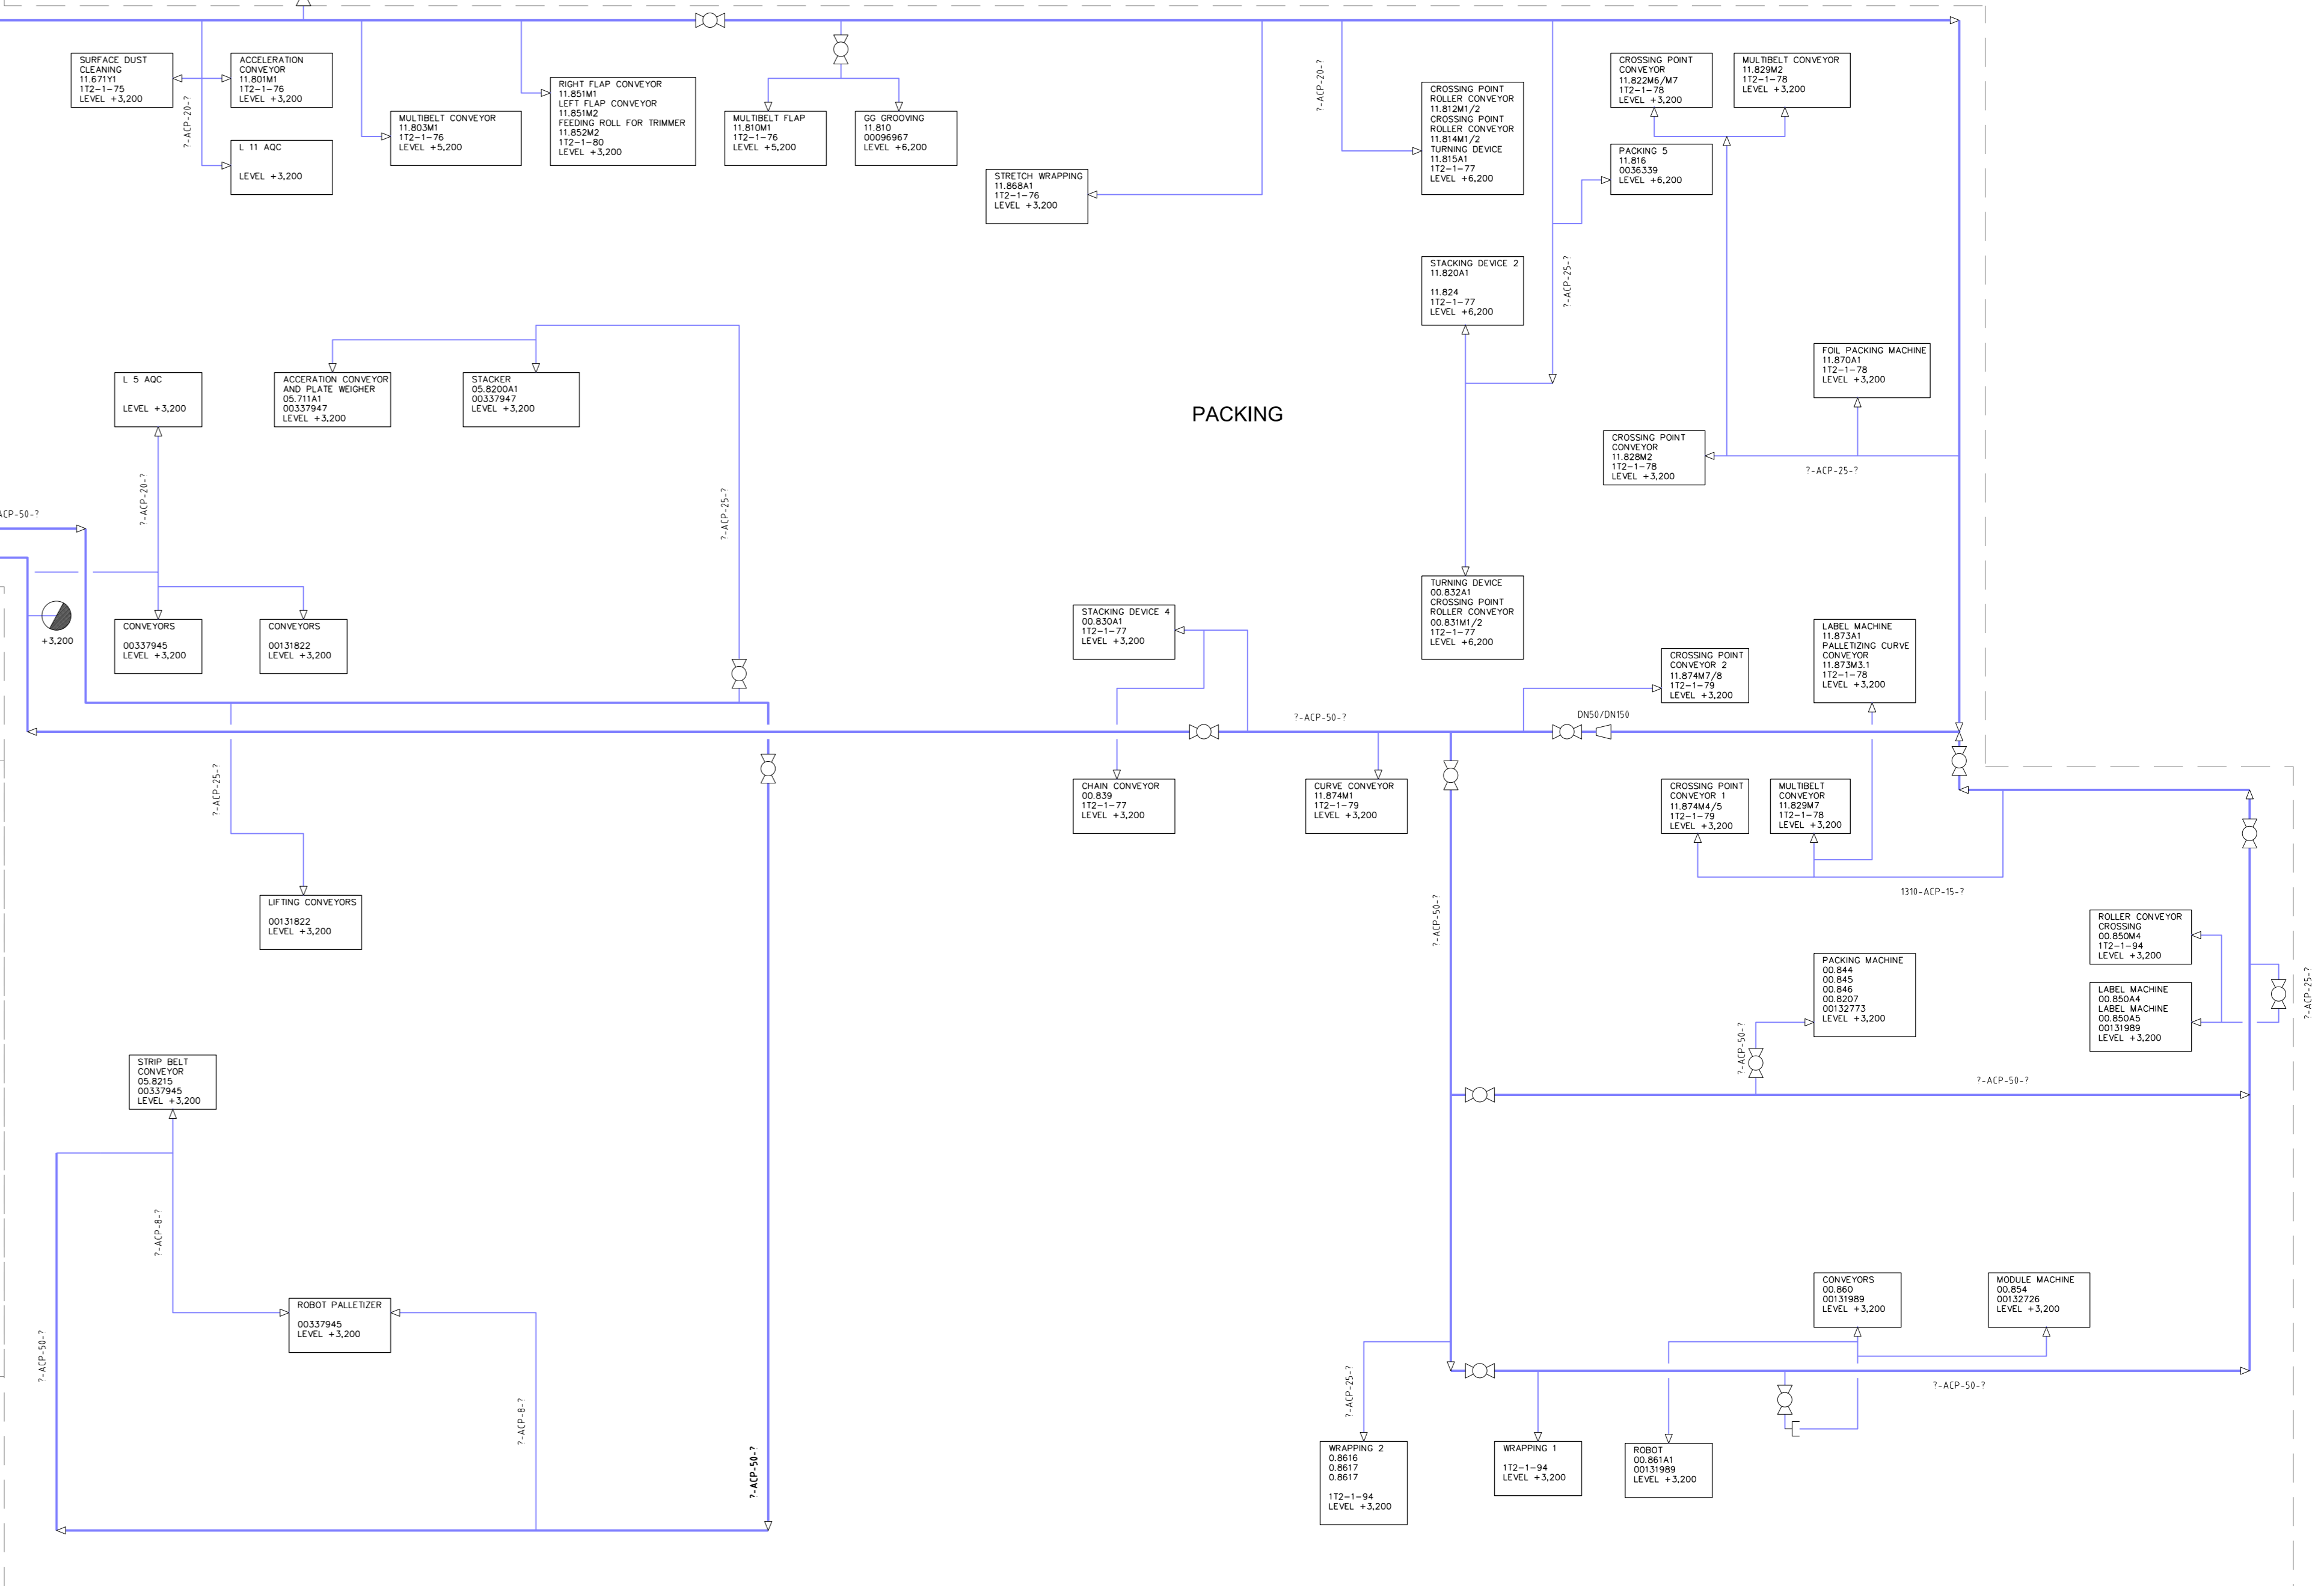 SURFACE DUST
CLEANING
11.671Y1
1T2-1-75
LEVEL +3,200
ACCELERATION
CONVEYOR
11.801M1
1T2-1-76
LEVEL +3,200
?-ACP-20-?
L 11 AQC
LEVEL +3,200
MULTIBELT CONVEYOR
11.803M1
1T2-1-76
LEVEL +5,200
RIGHT FLAP CONVEYOR
11.851M1
LEFT FLAP CONVEYOR
11.851M2
FEEDING ROLL FOR TRIMMER
11.852M2
1T2-1-80
LEVEL +3,200
MULTIBELT FLAP
11.810M1
1T2-1-76
LEVEL +5,200
GG GROOVING
11.810
00096967
LEVEL +6,200
STRETCH WRAPPING
11.868A1
1T2-1-76
LEVEL +3,200
?-ACP-20-?
CROSSING POINT
ROLLER CONVEYOR
11.812M1/2
CROSSING POINT
ROLLER CONVEYOR
11.814M1/2
TURNING DEVICE
11.815A1
1T2-1-77
LEVEL +6,200
CROSSING POINT
CONVEYOR
11.822M6/M7
1T2-1-78
LEVEL +3,200
MULTIBELT CONVEYOR
11.829M2
1T2-1-78
LEVEL +3,200
PACKING 5
11.816
0036339
LEVEL +6,200
STACKING DEVICE 2
11.820A1
11.824
1T2-1-77
LEVEL +6,200
?-ACP-25-?
L 5 AQC
LEVEL +3,200
ACCERATION CONVEYOR
AND PLATE WEIGHER
05.711A1
00337947
LEVEL +3,200
STACKER
05.8200A1
00337947
LEVEL +3,200
PACKING
FOIL PACKING MACHINE
11.870A1
1T2-1-78
LEVEL +3,200
CROSSING POINT
CONVEYOR
11.828M2
1T2-1-78
LEVEL +3,200
?-ACP-25-?
ACP-50-?
?-ACP-20-?
?-ACP-25-?
+3,200
CONVEYORS
00337945
LEVEL +3,200
CONVEYORS
00131822
LEVEL +3,200
STACKING DEVICE 4
00.830A1
1T2-1-77
LEVEL +3,200
TURNING DEVICE
00.832A1
CROSSING POINT
ROLLER CONVEYOR
00.831M1/2
1T2-1-77
LEVEL +6,200
CROSSING POINT
CONVEYOR 2
11.874M7/8
1T2-1-79
LEVEL +3,200
LABEL MACHINE
11.873A1
PALLETIZING CURVE
CONVEYOR
11.873M3.1
1T2-1-78
LEVEL +3,200
?-ACP-50-?
DN50/DN150
?-ACP-25-?
CHAIN CONVEYOR
00.839
1T2-1-77
LEVEL +3,200
CURVE CONVEYOR
11.874M1
1T2-1-79
LEVEL +3,200
CROSSING POINT
CONVEYOR 1
11.874M4/5
1T2-1-79
LEVEL +3,200
MULTIBELT
CONVEYOR
11.829M7
1T2-1-78
LEVEL +3,200
1310-ACP-15-?
LIFTING CONVEYORS
00131822
LEVEL +3,200
?-ACP-50-?
ROLLER CONVEYOR
CROSSING
00.850M4
1T2-1-94
LEVEL +3,200
PACKING MACHINE
00.844
00.845
00.846
00.8207
00132773
LEVEL +3,200
LABEL MACHINE
00.850A4
LABEL MACHINE
00.850A5
00131989
LEVEL +3,200
?-ACP-25-?
?-ACP-50-?
?-ACP-50-?
STRIP BELT
CONVEYOR
05.8215
00337945
LEVEL +3,200
?-ACP-8-?
ROBOT PALLETIZER
00337945
LEVEL +3,200
?-ACP-50-?
?-ACP-8-?
?-ACP-50-?
CONVEYORS
00.860
00131989
LEVEL +3,200
MODULE MACHINE
00.854
00132726
LEVEL +3,200
?-ACP-25-?
?-ACP-50-?
WRAPPING 2
0.8616
0.8617
0.8617
1T2-1-94
LEVEL +3,200
WRAPPING 1
1T2-1-94
LEVEL +3,200
ROBOT
00.861A1
00131989
LEVEL +3,200